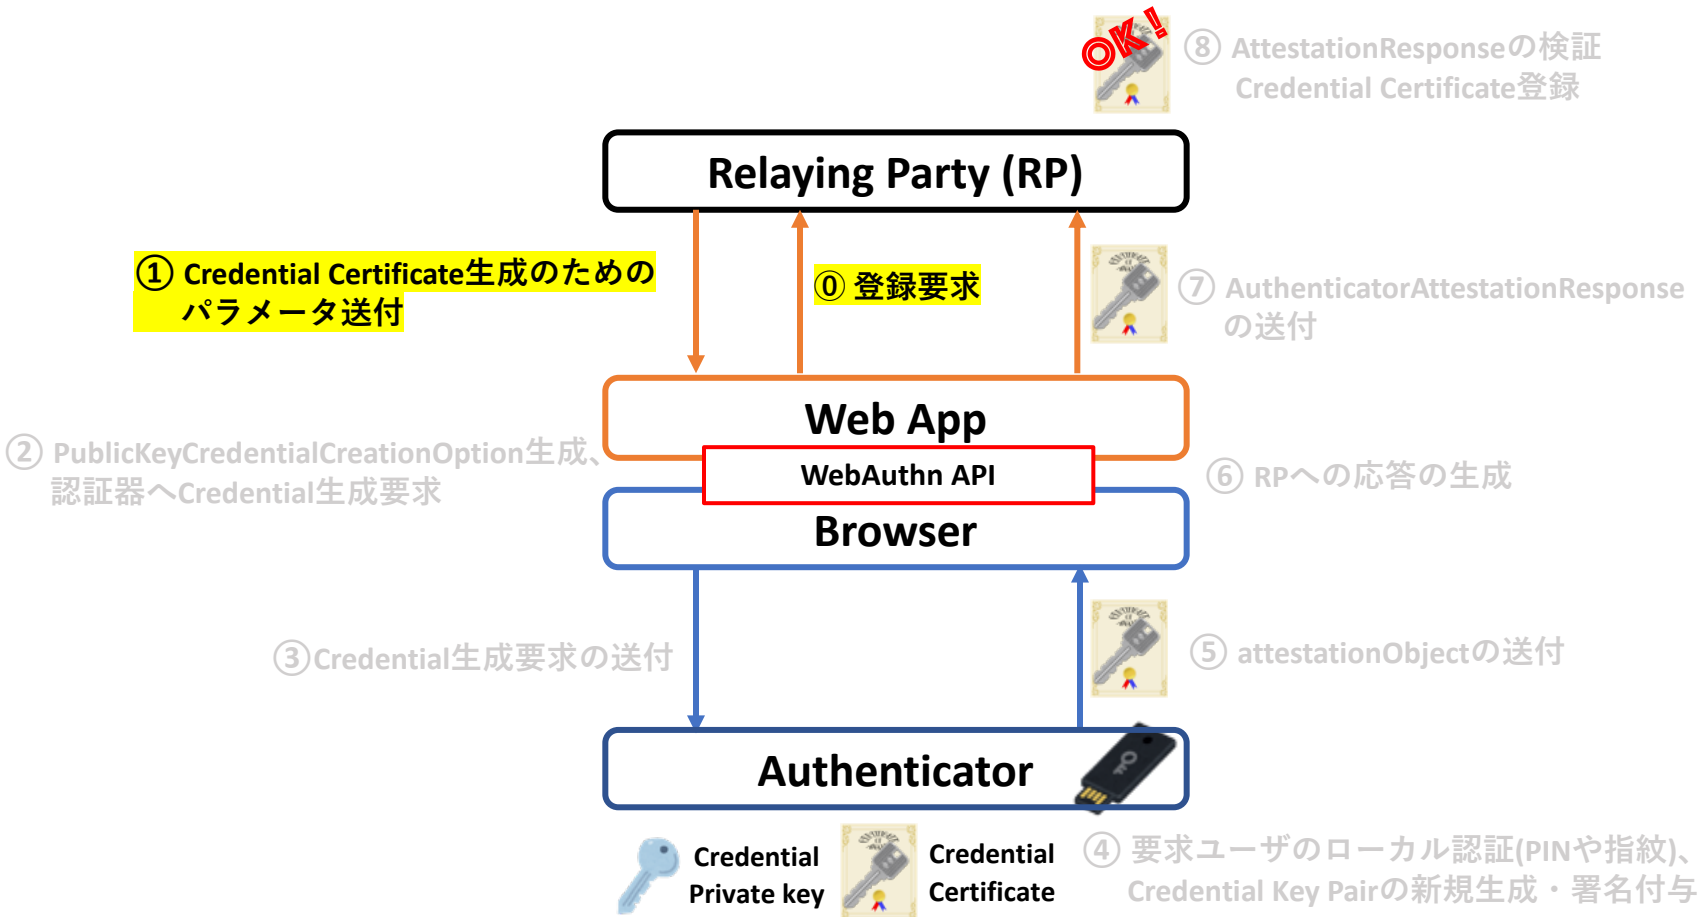 OK!
⑧ AttestationResponseの検証
Credential Certificate登録
Relaying Party (RP)
① Credential Certificate生成のための
パラメータ送付
⓪ 登録要求
⑦ AuthenticatorAttestationResponse
の送付
Web App
② PublicKeyCredentialCreationOption生成、
認証器へCredential生成要求
WebAuthn API
⑥ RPへの応答の生成
Browser
③Credential生成要求の送付
⑤ attestationObjectの送付
Authenticator
Credential
Private key
Credential
Certificate
④ 要求ユーザのローカル認証(PINや指紋)、
Credential Key Pairの新規生成・署名付与